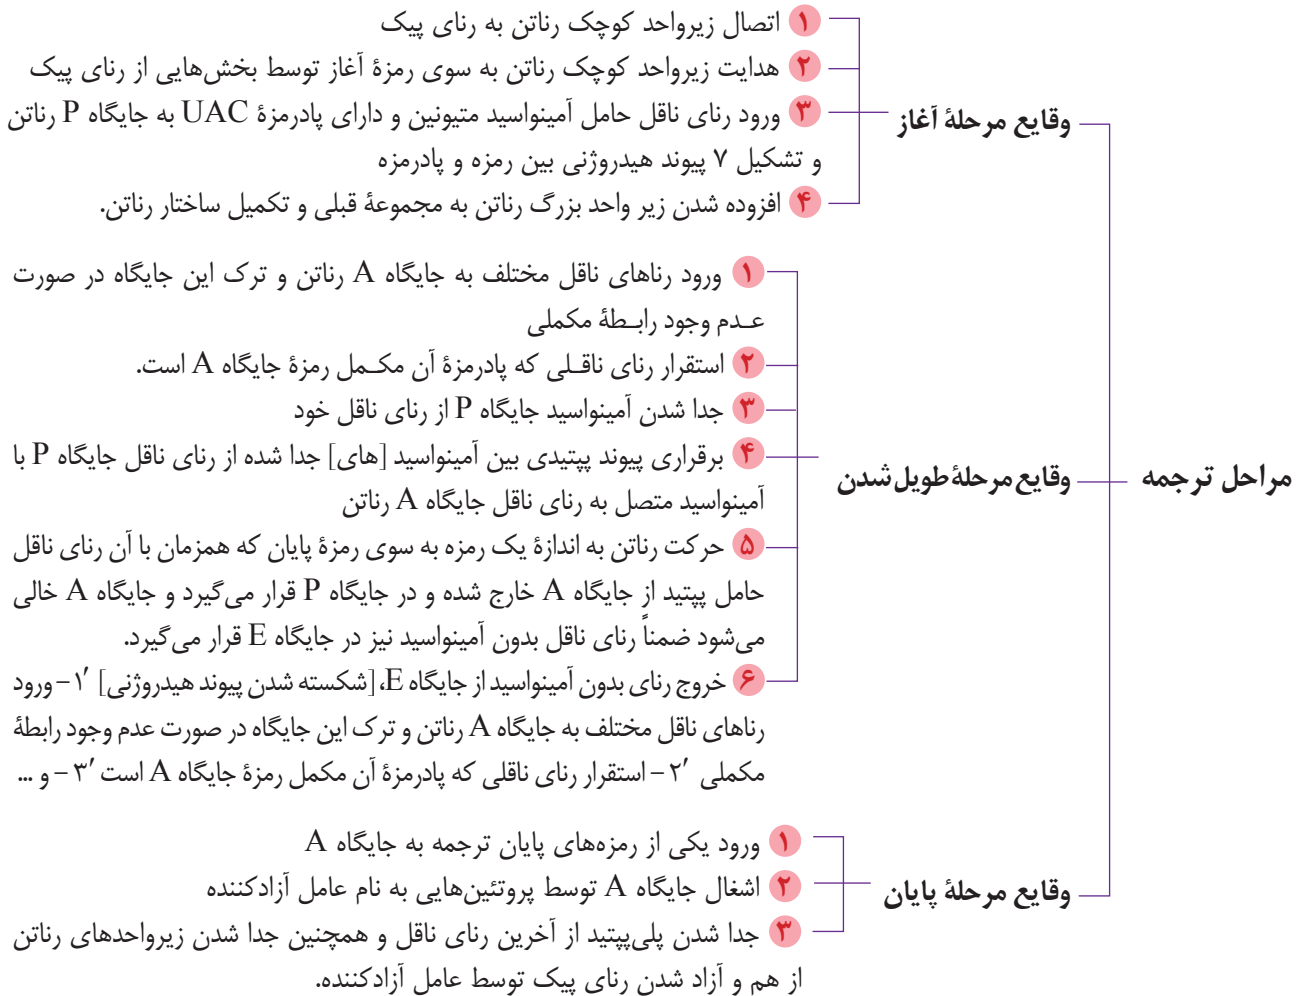 مراحل ترجمه
وقایع مرحلهٔ آغاز
۱ اتصال زیرواحد کوچک رناتن به رنای پیک
۲ هدایت زیرواحد کوچک رناتن به سوی رمزهٔ آغاز توسط بخش‌هایی از رنای پیک
۳ ورود رنای ناقل حامل آمینواسید متیونین و دارای پادرمزهٔ UAC به جایگاه P رناتن
و تشکیل ۷ پیوند هیدروژنی بین رمزه و پادرمزه
۴ افزوده شدن زیر واحد بزرگ رناتن به مجموعهٔ قبلی و تکمیل ساختار رناتن.
وقایع مرحلهٔ طویل شدن
۱ ورود رناهای ناقل مختلف به جایگاه A رناتن و ترک این جایگاه در صورت
عـدم وجود رابـطهٔ مکملی
۲ استقرار رنای ناقـلی که پادرمزهٔ آن مکـمل رمزهٔ جایگاه A است.
۳ جدا شدن آمینواسید جایگاه P از رنای ناقل خود
۴ برقراری پیوند پپتیدی بین آمینواسید [های] جدا شده از رنای ناقل جایگاه P با
آمینواسید متصل به رنای ناقل جایگاه A رناتن
۵ حرکت رناتن به اندازهٔ یک رمزه به سوی رمزهٔ پایان که همزمان با آن رنای ناقل
حامل پپتید از جایگاه A خارج شده و در جایگاه P قرار می‌گیرد و جایگاه A خالی
می‌شود ضمناً رنای ناقل بدون آمینواسید نیز در جایگاه E قرار می‌گیرد.
۶ خروج رنای بدون آمینواسید از جایگاه E، [شکسته شدن پیوند هیدروژنی] ′۱- ورود
رناهای ناقل مختلف به جایگاه A رناتن و ترک این جایگاه در صورت عدم وجود رابطهٔ
مکملی ′۲- استقرار رنای ناقلی که پادرمزهٔ آن مکمل رمزهٔ جایگاه A است ′۳- و ...
وقایع مرحلهٔ پایان
۱ ورود یکی از رمزه‌های پایان ترجمه به جایگاه A
۲ اشغال جایگاه A توسط پروتئین‌هایی به نام عامل آزادکننده
۳ جدا شدن پلی‌پپتید از آخرین رنای ناقل و همچنین جدا شدن زیرواحدهای رناتن
از هم و آزاد شدن رنای پیک توسط عامل آزادکننده.